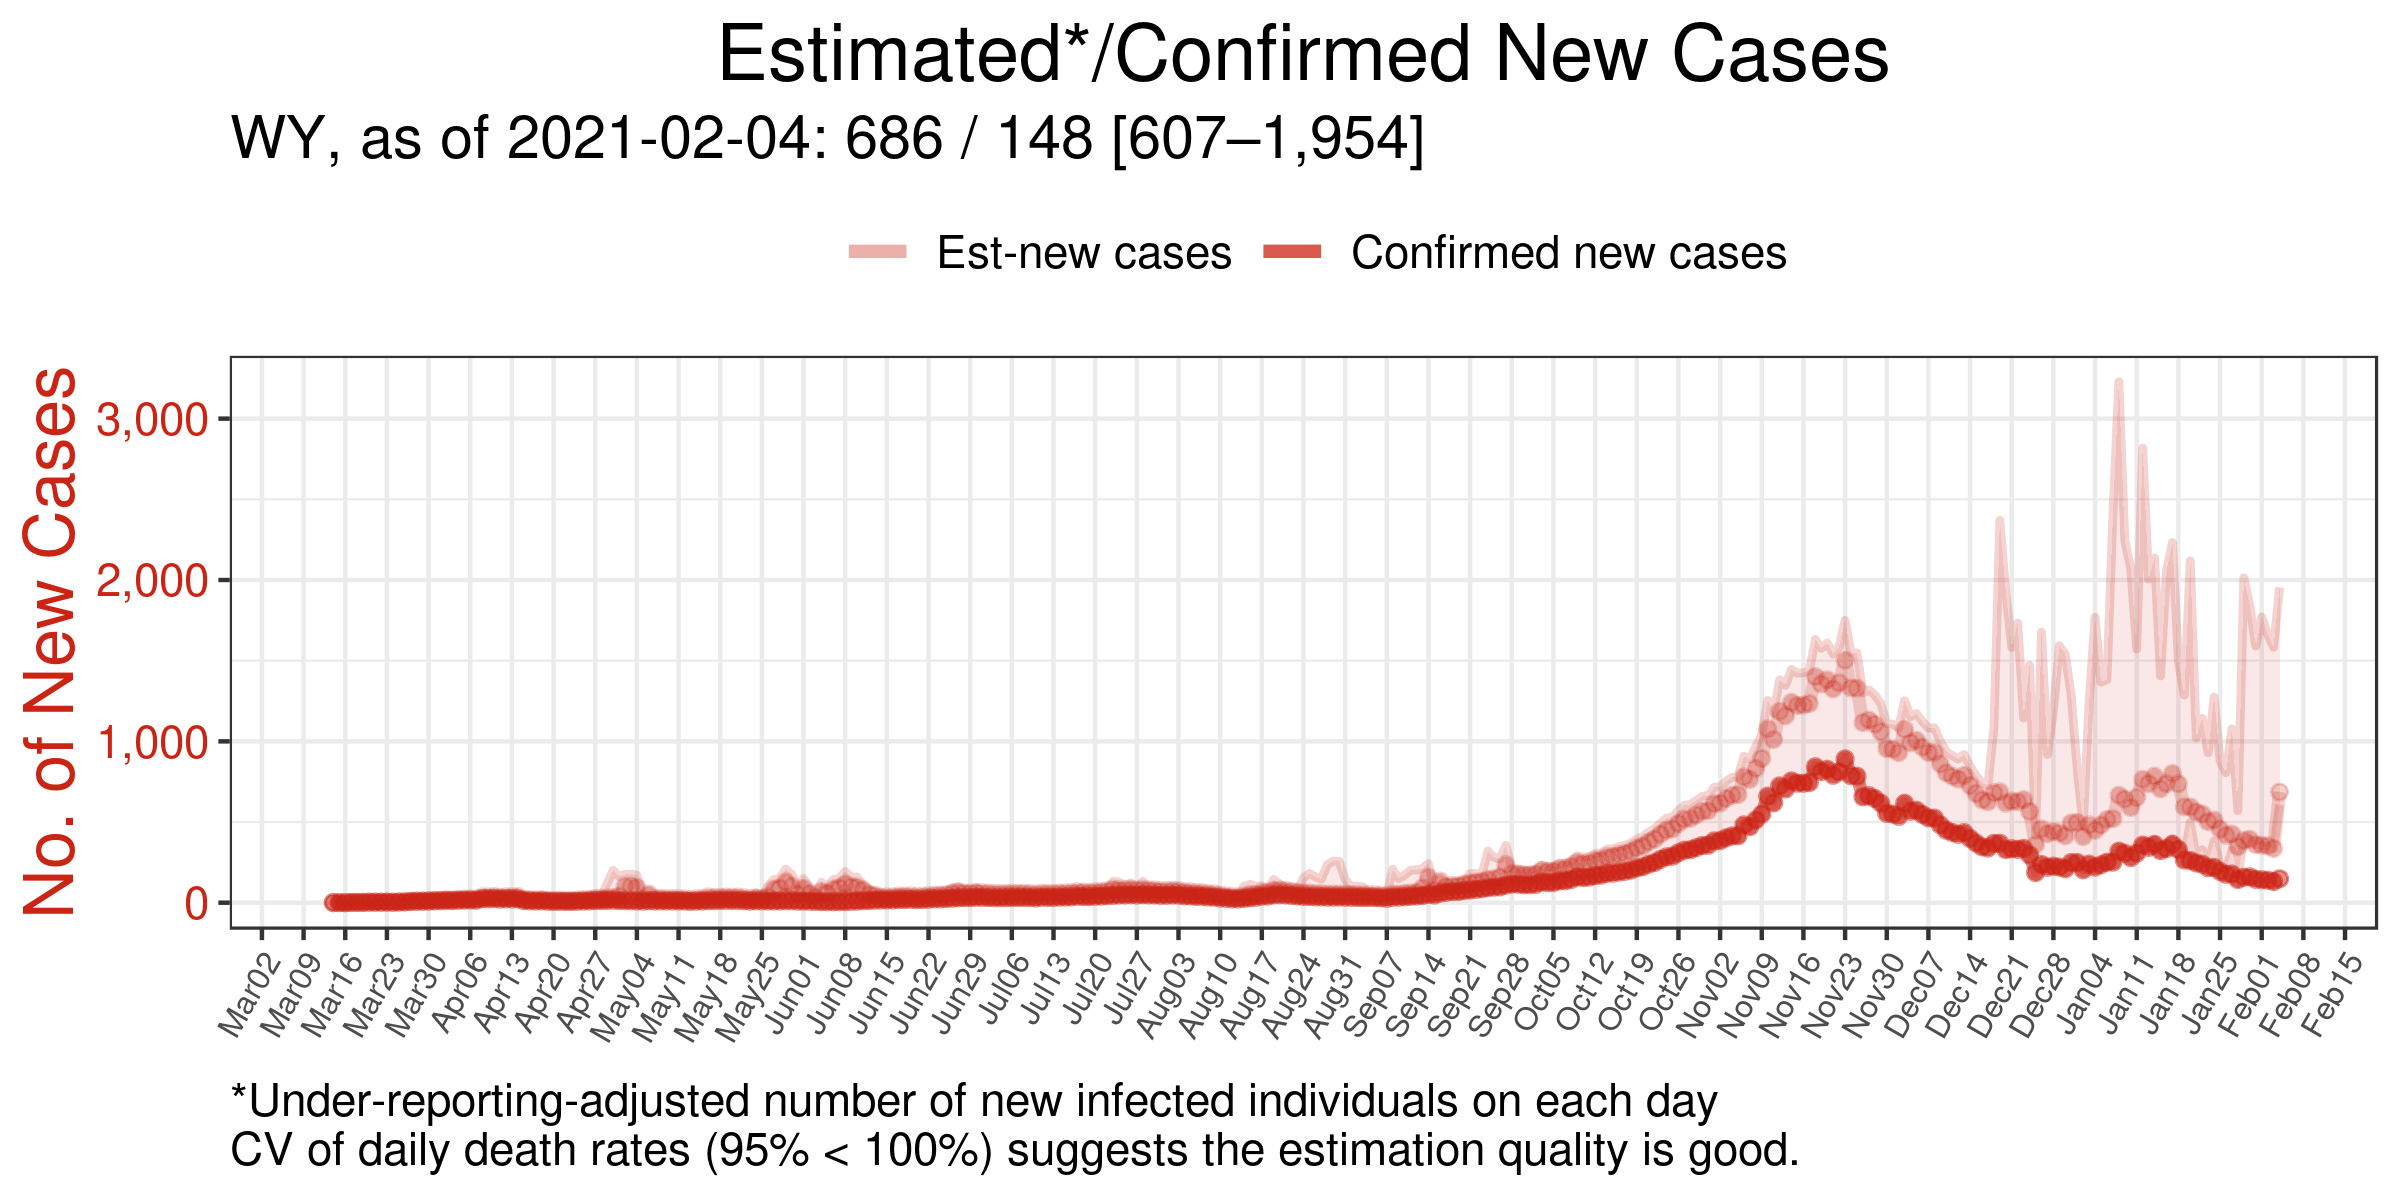 Estimated*/Confirmed New Cases
WY, as of 2021-02-04: 686 / 148 [607–1,954]
Est-new cases
Confirmed new cases
No. of New Cases
3,000
2,000
1,000
0
Mar02
Mar09
Mar16
Mar23
Mar30
Apr06
Apr13
Apr20
Apr27
May04
May11
May18
May25
Jun01
Jun08
Jun15
Jun22
Jun29
Jul06
Jul13
Jul20
Jul27
Aug03
Aug10
Aug17
Aug24
Aug31
Sep07
Sep14
Sep21
Sep28
Oct05
Oct12
Oct19
Oct26
Nov02
Nov09
Nov16
Nov23
Nov30
Dec07
Dec14
Dec21
Dec28
Jan04
Jan11
Jan18
Jan25
Feb01
Feb08
Feb15
*Under-reporting-adjusted number of new infected individuals on each day
CV of daily death rates (95% < 100%) suggests the estimation quality is good.